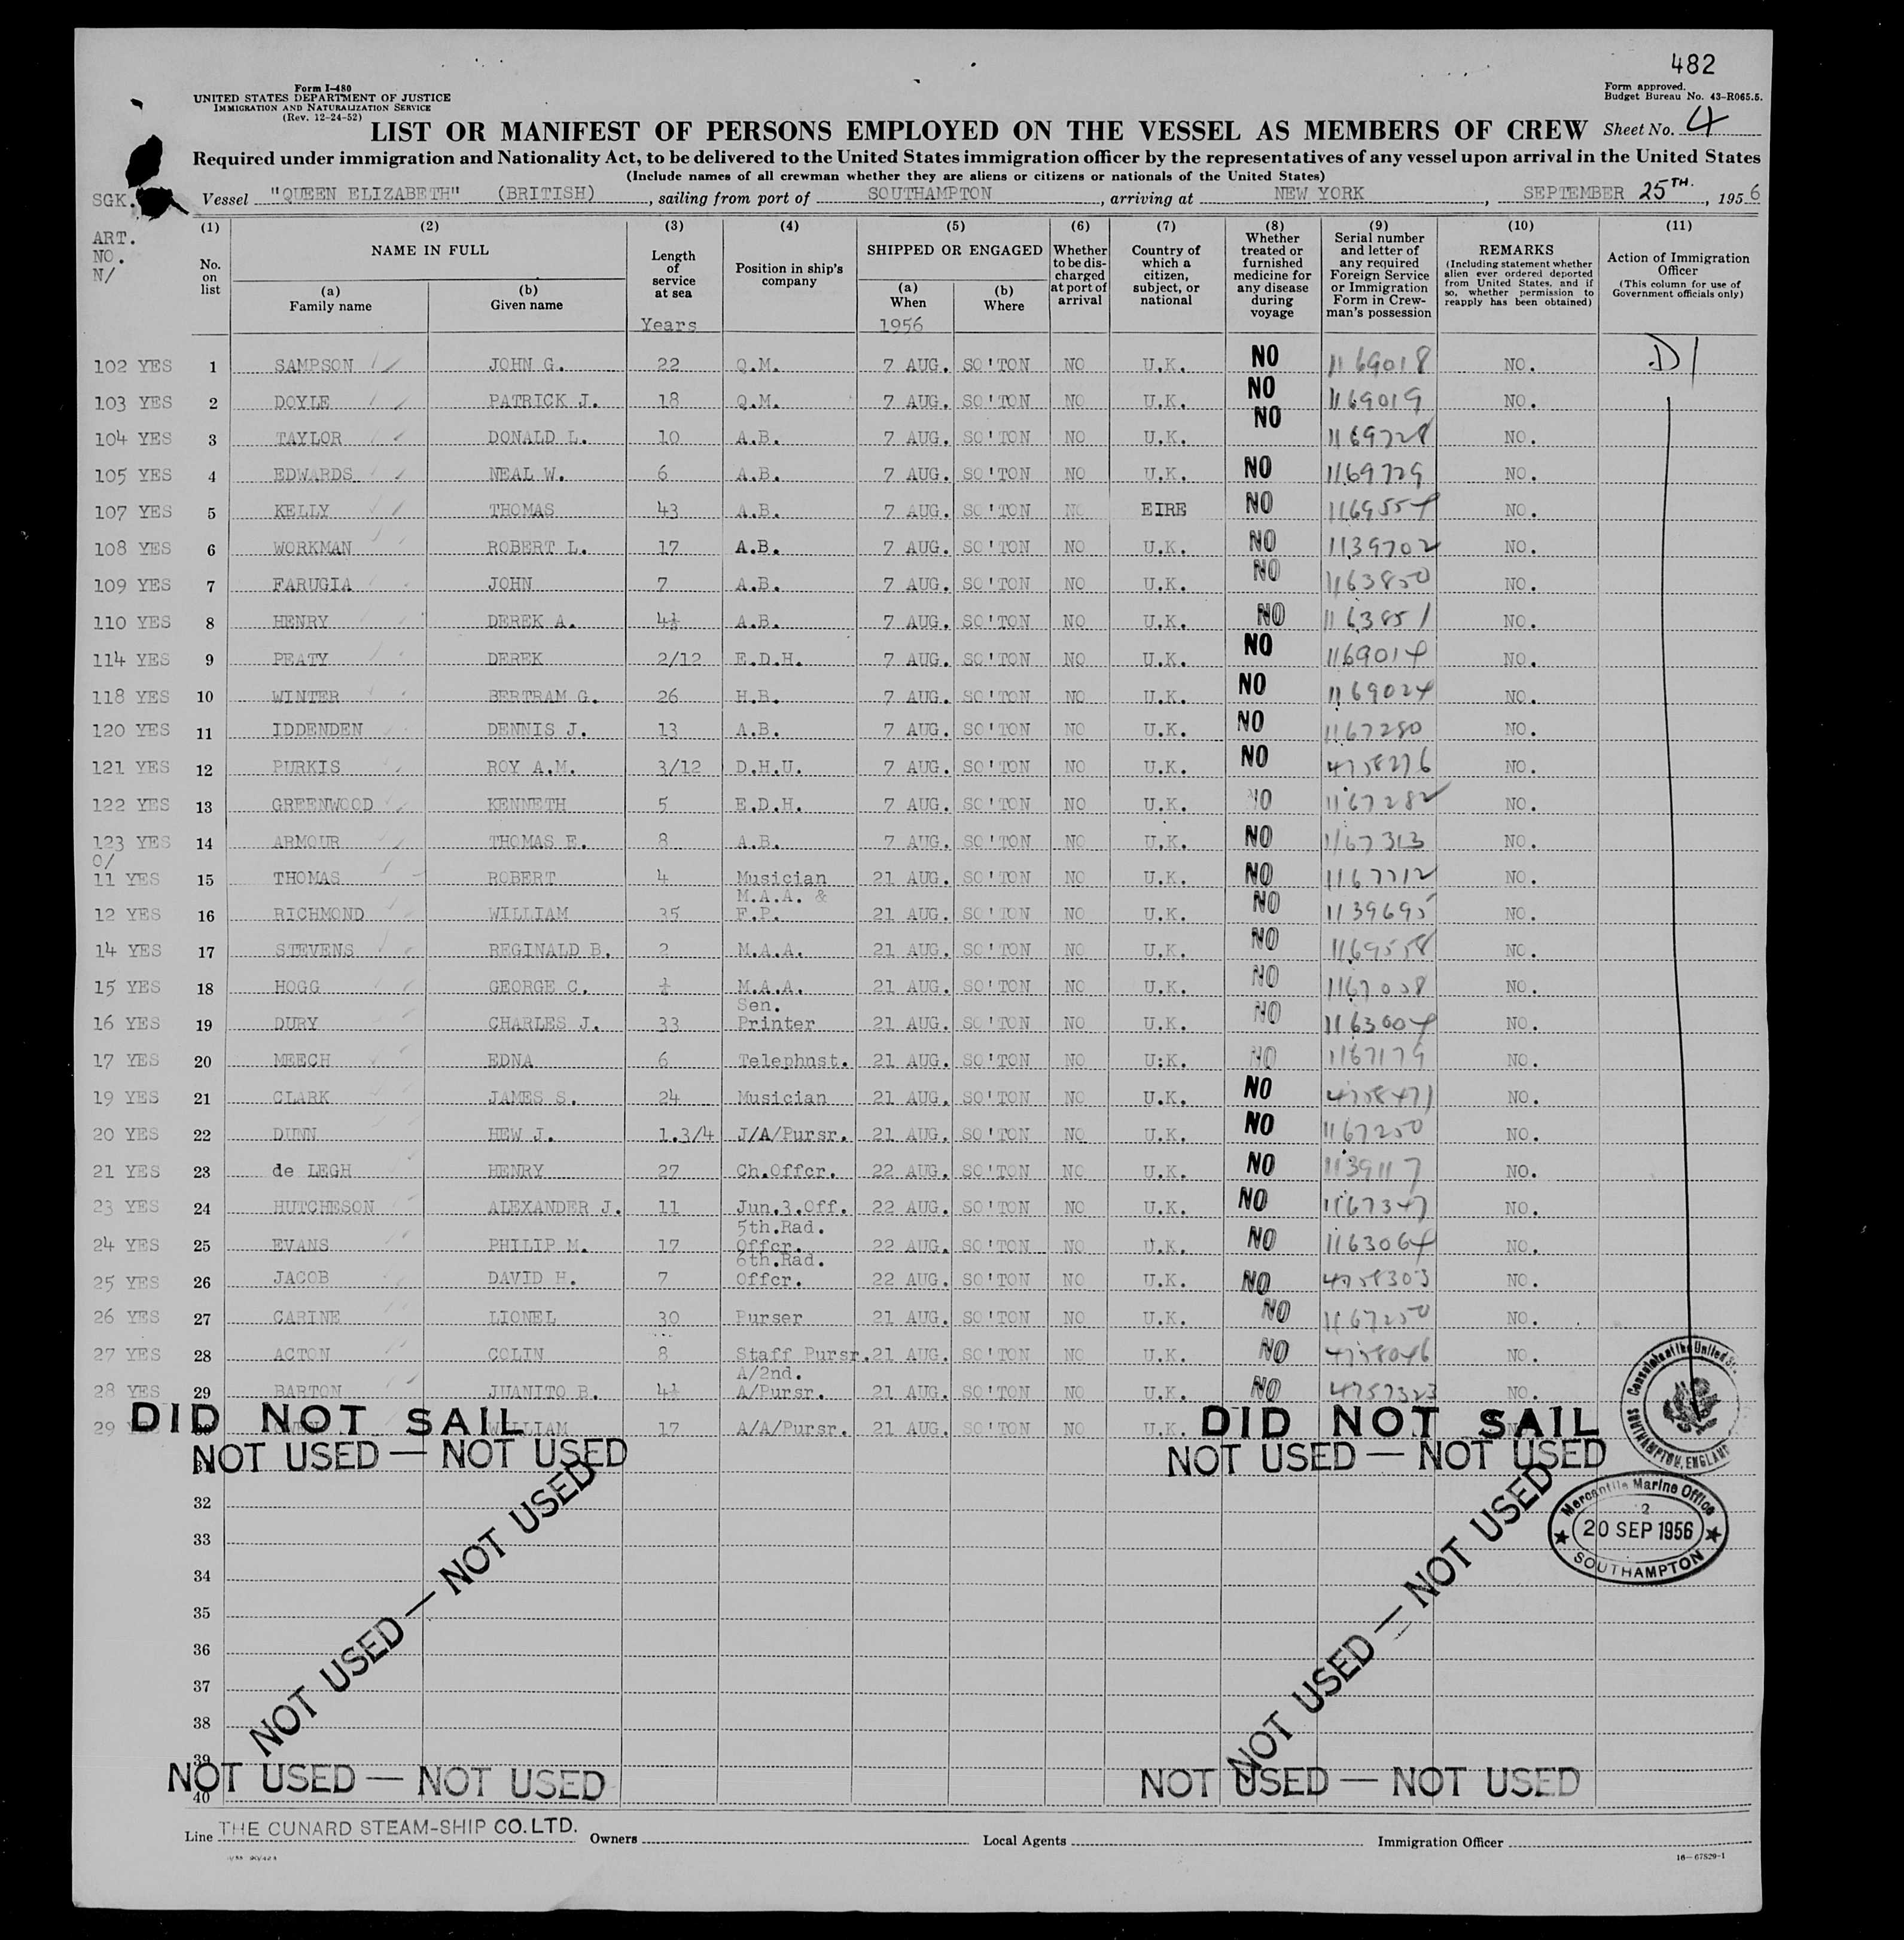 482
Form I-480
UNITED STATES DEPARTMENT OF JUSTICE
IMMIGRATION AND NATURALIZATION SERVICE
(Rev. 12-24-52)
Form approved.
Budget Bureau No. 43-R065.5.
LIST OR MANIFEST OF PERSONS EMPLOYED ON THE VESSEL AS MEMBERS OF CREW Sheet No. 4
Required under immigration and Nationality Act, to be delivered to the United States immigration officer by the representatives of any vessel upon arrival in the United States
(Include names of all crewman whether they are aliens or citizens or nationals of the United States)
SGK. Vessel "QUEEN ELIZABETH" (BRITISH), sailing from port of SOUTHAMPTON, arriving at NEW YORK, SEPTEMBER 25TH., 1956
ART. NO. N/
(1) No. on list
(2) NAME IN FULL
(a) Family name
(b) Given name
(3) Length of service at sea
Years
(4) Position in ship's company
(5) SHIPPED OR ENGAGED
(a) When
1956
(b) Where
(6) Whether to be discharged at port of arrival
(7) Country of which a citizen, subject, or national
(8) Whether treated or furnished medicine for any disease during voyage
(9) Serial number and letter of any required Foreign Service or Immigration Form in Crewman's possession
(10) REMARKS
(Including statement whether alien ever ordered deported from United States, and if so, whether permission to reapply has been obtained)
(11) Action of Immigration Officer
(This column for use of Government officials only)
102 YES 1 SAMPSON JOHN G. 22 Q.M. 7 AUG. SO'TON NO U.K. NO 1169018 NO. D1
103 YES 2 DOYLE PATRICK J. 18 Q.M. 7 AUG. SO'TON NO U.K. NO 1169019 NO.
104 YES 3 TAYLOR DONALD L. 10 A.B. 7 AUG. SO'TON NO U.K. NO 1169728 NO.
105 YES 4 EDWARDS NEAL W. 6 A.B. 7 AUG. SO'TON NO U.K. NO 1169729 NO.
107 YES 5 KELLY THOMAS 43 A.B. 7 AUG. SO'TON NO EIRE NO 1169554 NO.
108 YES 6 WORKMAN ROBERT L. 17 A.B. 7 AUG. SO'TON NO U.K. NO 1139702 NO.
109 YES 7 FARUGIA JOHN 7 A.B. 7 AUG. SO'TON NO U.K. NO 1163850 NO.
110 YES 8 HENRY DEREK A. 4½ A.B. 7 AUG. SO'TON NO U.K. NO 1163851 NO.
114 YES 9 PEATY DEREK 2/12 E.D.H. 7 AUG. SO'TON NO U.K. NO 1169014 NO.
118 YES 10 WINTER BERTRAM G. 26 H.B. 7 AUG. SO'TON NO U.K. NO 1169024 NO.
120 YES 11 IDDENDEN DENNIS J. 13 A.B. 7 AUG. SO'TON NO U.K. NO 1167280 NO.
121 YES 12 PURKIS ROY A.M. 3/12 D.H.U. 7 AUG. SO'TON NO U.K. NO 4758276 NO.
122 YES 13 GREENWOOD KENNETH 5 E.D.H. 7 AUG. SO'TON NO U.K. NO 1167282 NO.
123 YES 14 ARMOUR THOMAS E. 8 A.B. 7 AUG. SO'TON NO U.K. NO 1167313 NO.
O/
11 YES 15 THOMAS ROBERT 4 Musician 21 AUG. SO'TON NO U.K. NO NO.
12 YES 16 RICHMOND WILLIAM 35 M.A.A. & F.P. 21 AUG. SO'TON NO U.K. NO 1139695 NO.
14 YES 17 STEVENS REGINALD B. 2 M.A.A. 21 AUG. SO'TON NO U.K. NO 1169558 NO.
15 YES 18 HOGG GEORGE C. M.A.A. 21 AUG. SO'TON NO U.K. NO NO.
16 YES 19 DURY CHARLES J. 33 Sen. Printer 21 AUG. SO'TON NO U.K. NO NO.
17 YES 20 MEECH EDNA 6 Telephnst. 21 AUG. SO'TON NO U:K. NO 1167179 NO.
19 YES 21 CLARK JAMES S. 24 Musician 21 AUG. SO'TON NO U.K. NO 4758471 NO.
20 YES 22 DUNN HEW J. 1.3/4 J/A/Pursr. 21 AUG. SO'TON NO U.K. NO 1167250 NO.
21 YES 23 de LEGH HENRY 27 Ch.Offcr. 22 AUG. SO'TON NO U.K. NO 1139117 NO.
23 YES 24 HUTCHESON ALEXANDER J. 11 Jun.3.Off. 22 AUG. SO'TON NO U.K. NO 1167347 NO.
24 YES 25 EVANS PHILIP M. 17 5th.Rad. Offcr. 22 AUG. SO'TON NO U.K. NO 1163064 NO.
25 YES 26 JACOB DAVID H. 7 6th.Rad. Offcr. 22 AUG. SO'TON NO U.K. NO 4758303 NO.
26 YES 27 CARINE LIONEL 30 Purser 21 AUG. SO'TON NO U.K. NO 1167250 NO.
27 YES 28 ACTON COLIN 8 Staff Pursr. 21 AUG. SO'TON NO U.K. NO 4758046 NO.
28 YES 29 BARTON JUANITO R. 4½ A/2nd. A/Pursr. 21 AUG. SO'TON NO U.K. NO 4757323 NO.
29 30 WILLIAM 17 A/A/Pursr. 21 AUG. SO'TON NO U.K.
DID NOT SAIL DID NOT SAIL
31 NOT USED — NOT USED NOT USED — NOT USED
Consulate of the United
SOUTHAMPTON, ENGLAND
32
33
34
35
36
37
38
39
40
NOT USED — NOT USED
NOT USED — NOT USED
Mercantile Marine Office
2
20 SEP 1956
SOUTHAMPTON
NOT USED — NOT USED NOT USED — NOT USED
Line THE CUNARD STEAM-SHIP CO. LTD. Owners Local Agents Immigration Officer
16—67829-1